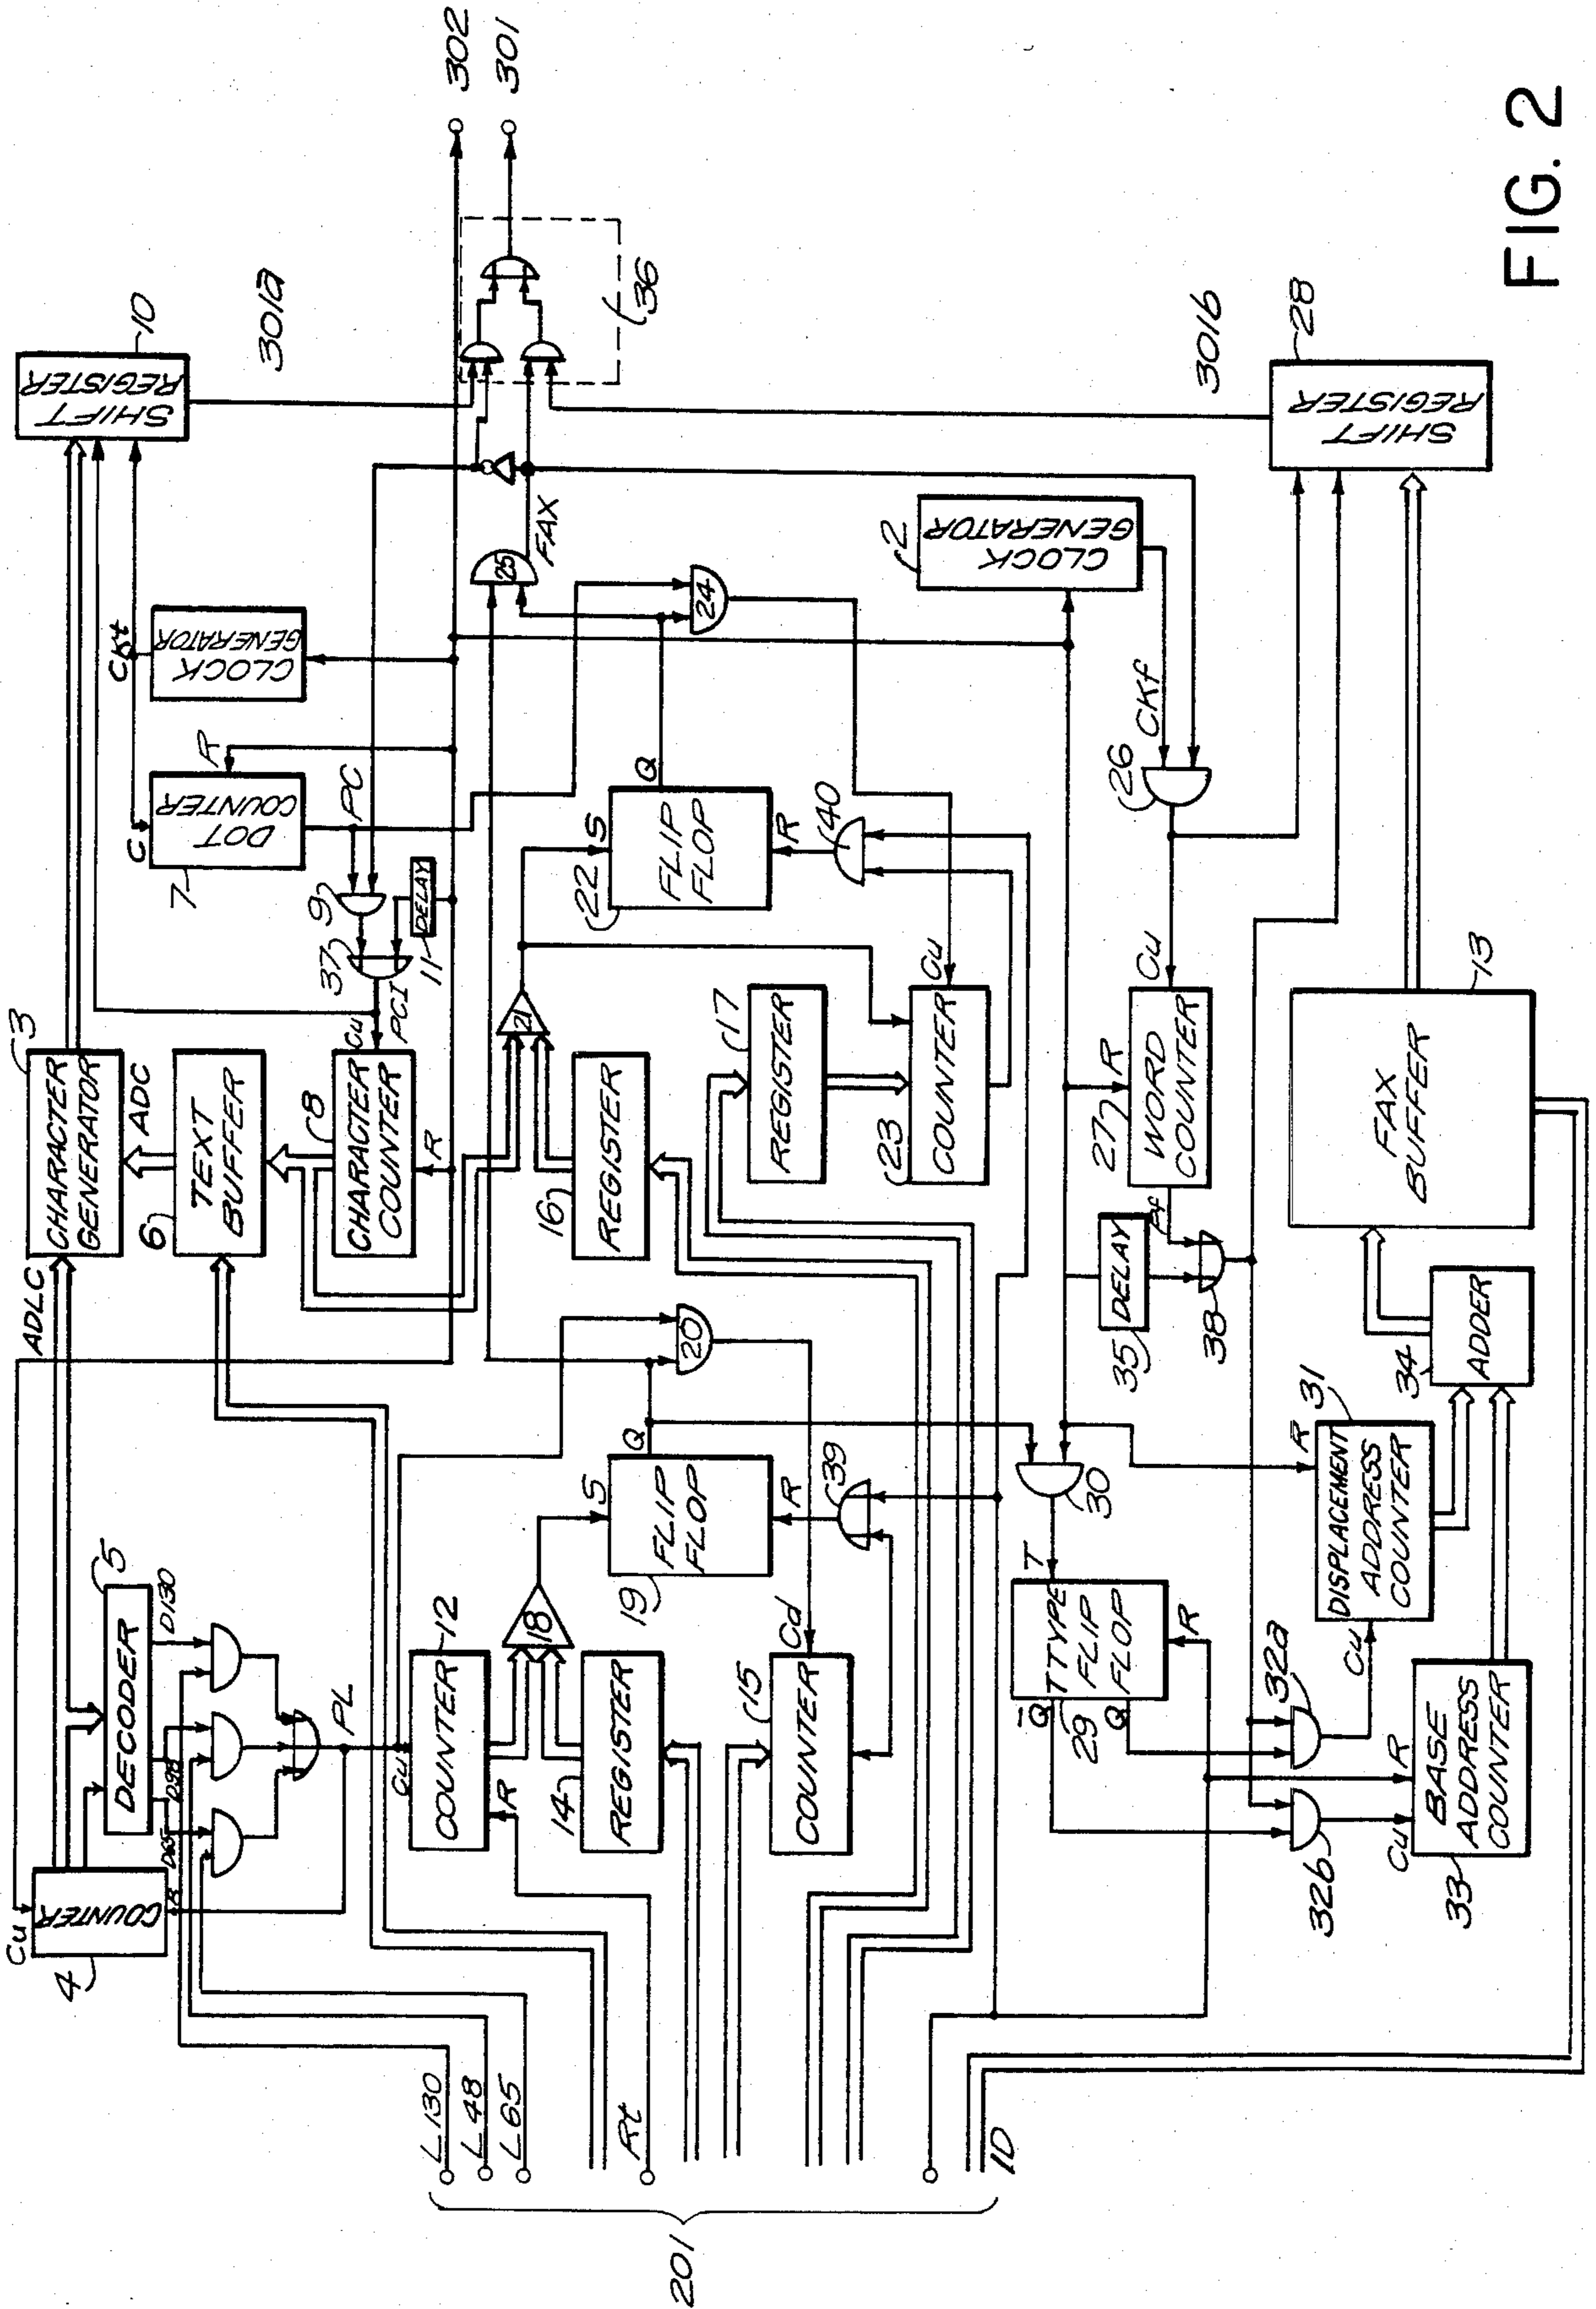 302
301
FIG. 2
10
301a
SHIFT
REGISTER
36
301b
28
SHIFT
REGISTER
FAX
25
24
CLOCK
GENERATOR
2
CKt
CLOCK
GENERATOR
CKf
26
R
C
DOT
COUNTER
7
PC
9
37
11
DELAY
PCI
Cu
Q
S
FLIP
FLOP
22
R
40
3
CHARACTER
GENERATOR
ADLC
ADC
TEXT
BUFFER
6
8
CHARACTER
COUNTER
R
21
16
REGISTER
17
REGISTER
Cu
23
COUNTER
Cu
R
27
WORD
COUNTER
Pf
35
DELAY
38
13
FAX
BUFFER
34
ADDER
20
Q
S
FLIP
FLOP
19
R
39
30
T
T TYPE
FLIP
FLOP
Q
29
Q
R
31
R
DISPLACEMENT
ADDRESS
COUNTER
Cu
32a
32b
R
BASE
ADDRESS
COUNTER
Cu
33
5
DECODER
D130
D98
D65
PL
Cu
COUNTER
R
4
Cu
12
COUNTER
R
18
14
REGISTER
15
Cd
COUNTER
L130
L48
L65
Rt
1D
201